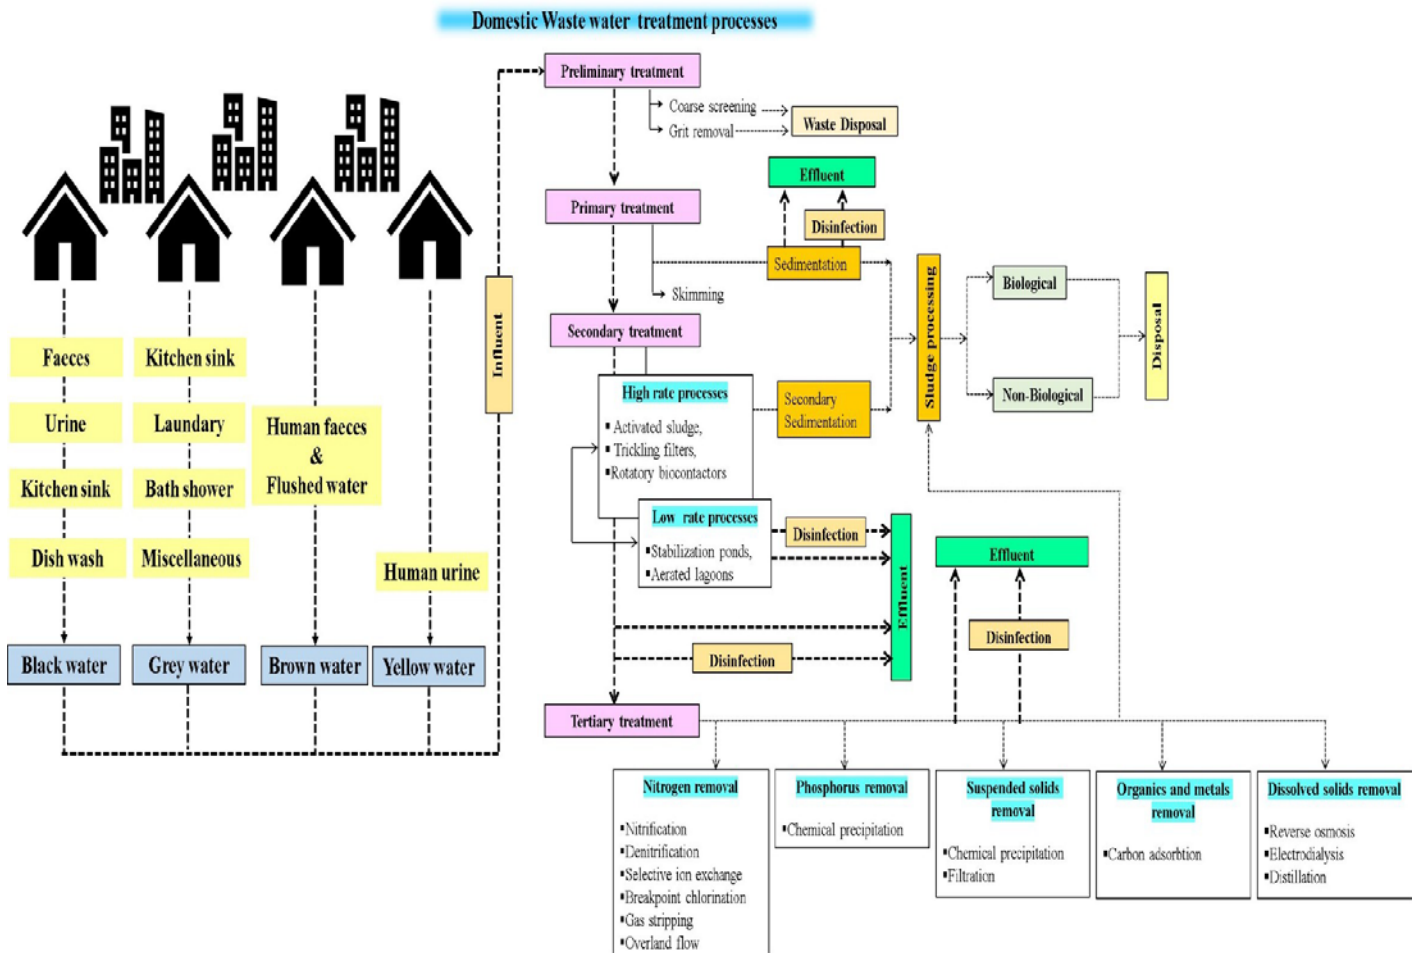 Domestic Waste water treatment processes
Preliminary treatment
Coarse screening
Grit removal
Waste Disposal
Effluent
Primary treatment
Disinfection
Sedimentation
Skimming
Influent
Secondary treatment
Sludge processing
Biological
Non-Biological
Disposal
High rate processes
▪Activated sludge,
▪Trickling filters,
▪Rotatory biocontactors
Secondary
Sedimentation
Low rate processes
▪Stabilization ponds,
▪Aerated lagoons
Disinfection
Effluent
Disinfection
Effluent
Disinfection
Faeces
Urine
Kitchen sink
Dish wash
Black water
Kitchen sink
Laundary
Bath shower
Miscellaneous
Grey water
Human faeces
&
Flushed water
Brown water
Human urine
Yellow water
Tertiary treatment
Nitrogen removal
▪Nitrification
▪Denitrification
▪Selective ion exchange
▪Breakpoint chlorination
▪Gas stripping
▪Overland flow
Phosphorus removal
▪Chemical precipitation
Suspended solids
removal
▪Chemical precipitation
▪Filtration
Organics and metals
removal
▪Carbon adsorbtion
Dissolved solids removal
▪Reverse osmosis
▪Electrodialysis
▪Distillation